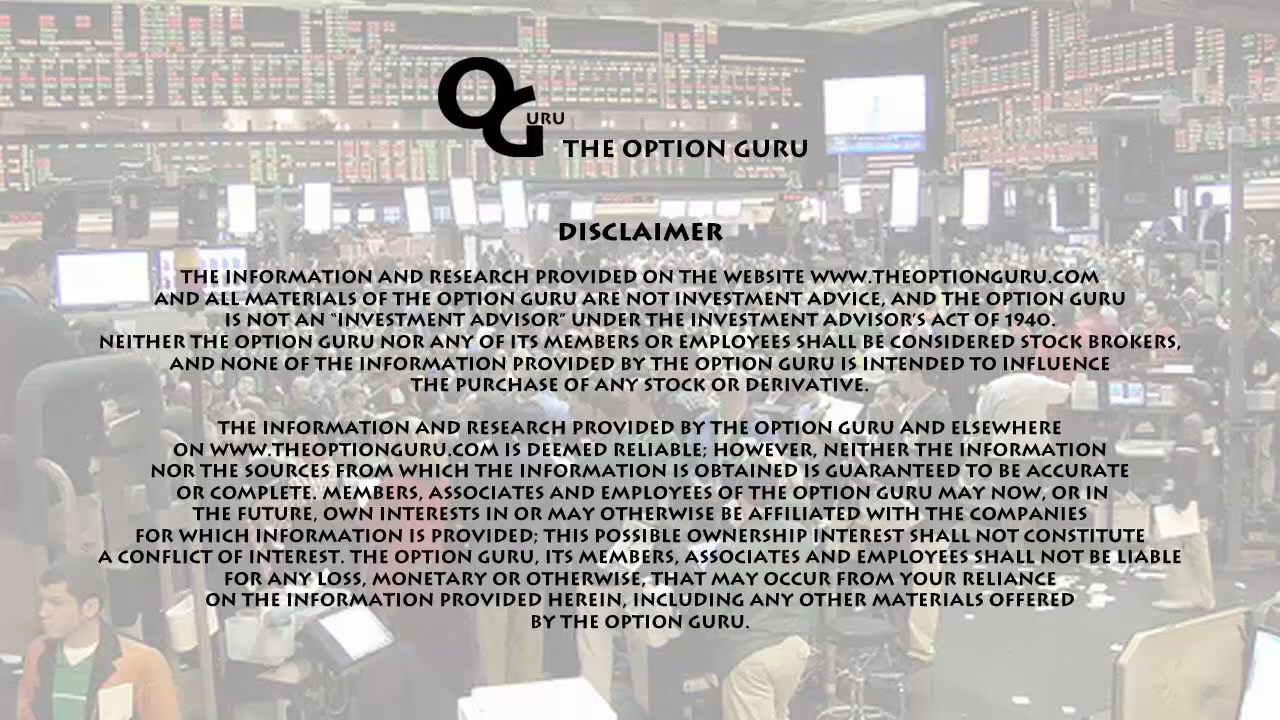 OG URU
THE OPTION GURU
DISCLAIMER
THE INFORMATION AND RESEARCH PROVIDED ON THE WEBSITE WWW.THEOPTIONGURU.COM
AND ALL MATERIALS OF THE OPTION GURU ARE NOT INVESTMENT ADVICE, AND THE OPTION GURU
IS NOT AN “INVESTMENT ADVISOR” UNDER THE INVESTMENT ADVISOR’S ACT OF 1940.
NEITHER THE OPTION GURU NOR ANY OF ITS MEMBERS OR EMPLOYEES SHALL BE CONSIDERED STOCK BROKERS,
AND NONE OF THE INFORMATION PROVIDED BY THE OPTION GURU IS INTENDED TO INFLUENCE
THE PURCHASE OF ANY STOCK OR DERIVATIVE.
THE INFORMATION AND RESEARCH PROVIDED BY THE OPTION GURU AND ELSEWHERE
ON WWW.THEOPTIONGURU.COM IS DEEMED RELIABLE; HOWEVER, NEITHER THE INFORMATION
NOR THE SOURCES FROM WHICH THE INFORMATION IS OBTAINED IS GUARANTEED TO BE ACCURATE
OR COMPLETE. MEMBERS, ASSOCIATES AND EMPLOYEES OF THE OPTION GURU MAY NOW, OR IN
THE FUTURE, OWN INTERESTS IN OR MAY OTHERWISE BE AFFILIATED WITH THE COMPANIES
FOR WHICH INFORMATION IS PROVIDED; THIS POSSIBLE OWNERSHIP INTEREST SHALL NOT CONSTITUTE
A CONFLICT OF INTEREST. THE OPTION GURU, ITS MEMBERS, ASSOCIATES AND EMPLOYEES SHALL NOT BE LIABLE
FOR ANY LOSS, MONETARY OR OTHERWISE, THAT MAY OCCUR FROM YOUR RELIANCE
ON THE INFORMATION PROVIDED HEREIN, INCLUDING ANY OTHER MATERIALS OFFERED
BY THE OPTION GURU.